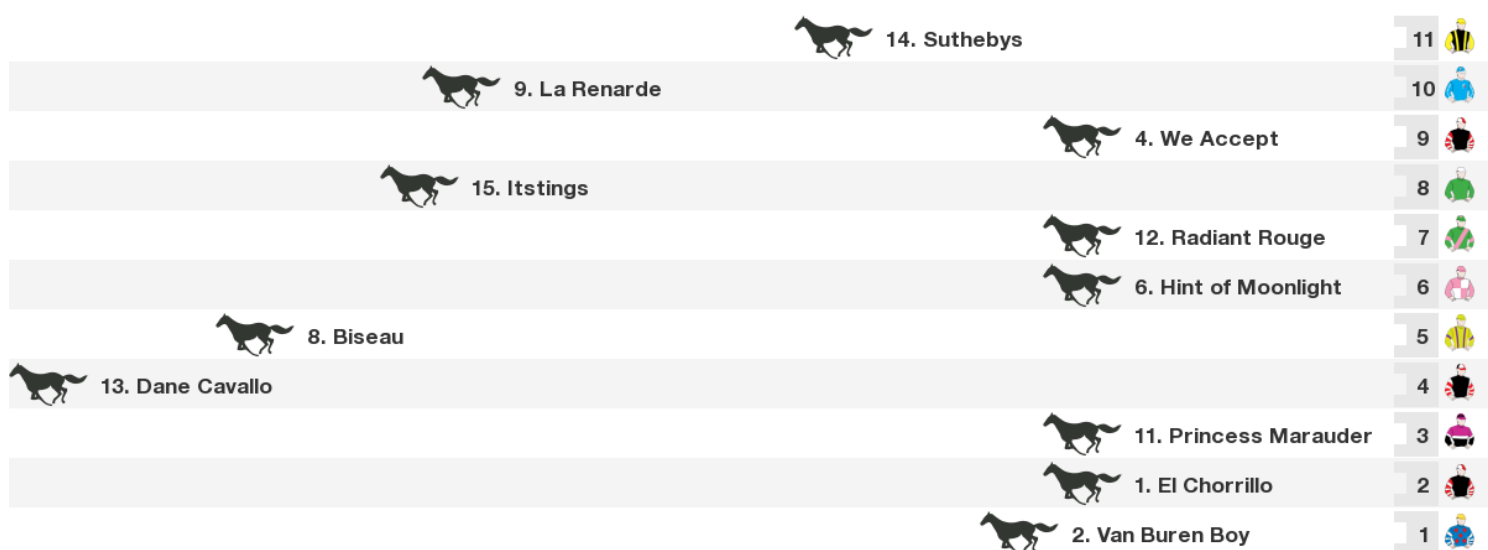 14. Suthebys 11
9. La Renarde 10
4. We Accept 9
15. Itstings 8
12. Radiant Rouge 7
6. Hint of Moonlight 6
8. Biseau 5
13. Dane Cavallo 4
11. Princess Marauder 3
1. El Chorrillo 2
2. Van Buren Boy 1